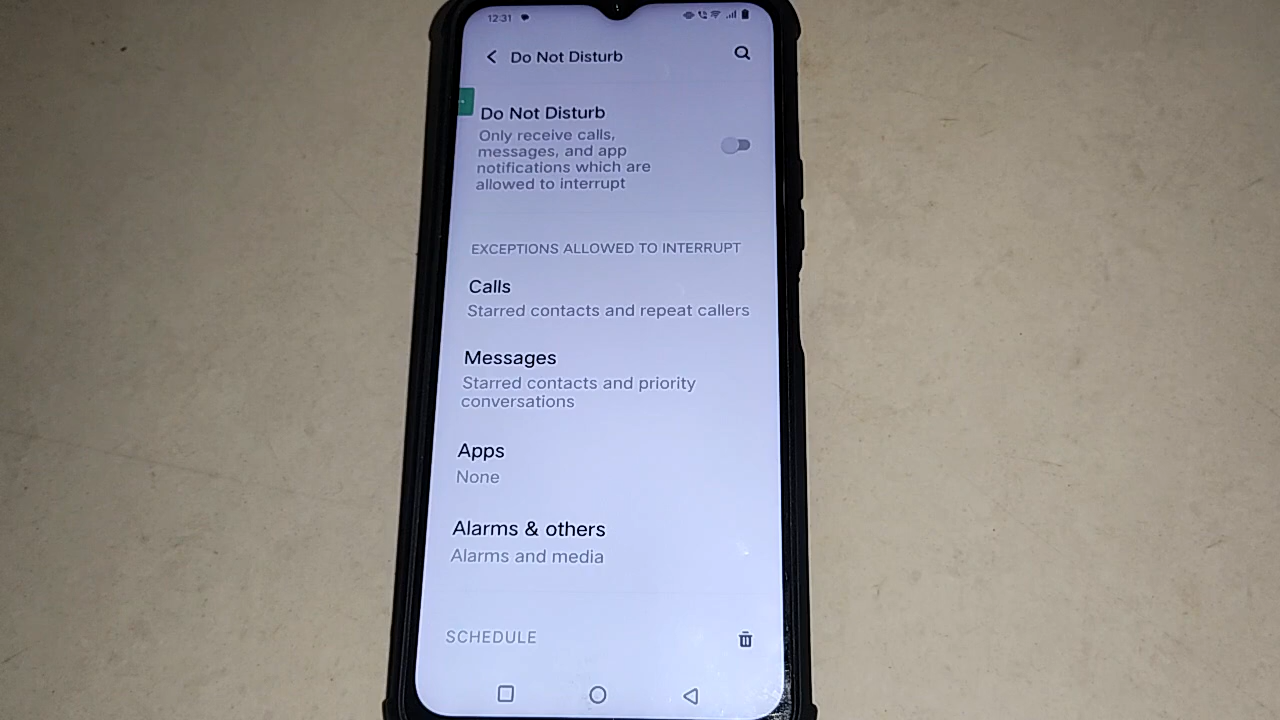 12:31
Do Not Disturb
Do Not Disturb
Only receive calls,
messages, and app
notifications which are
allowed to interrupt
EXCEPTIONS ALLOWED TO INTERRUPT
Calls
Starred contacts and repeat callers
Messages
Starred contacts and priority
conversations
Apps
None
Alarms & others
Alarms and media
SCHEDULE